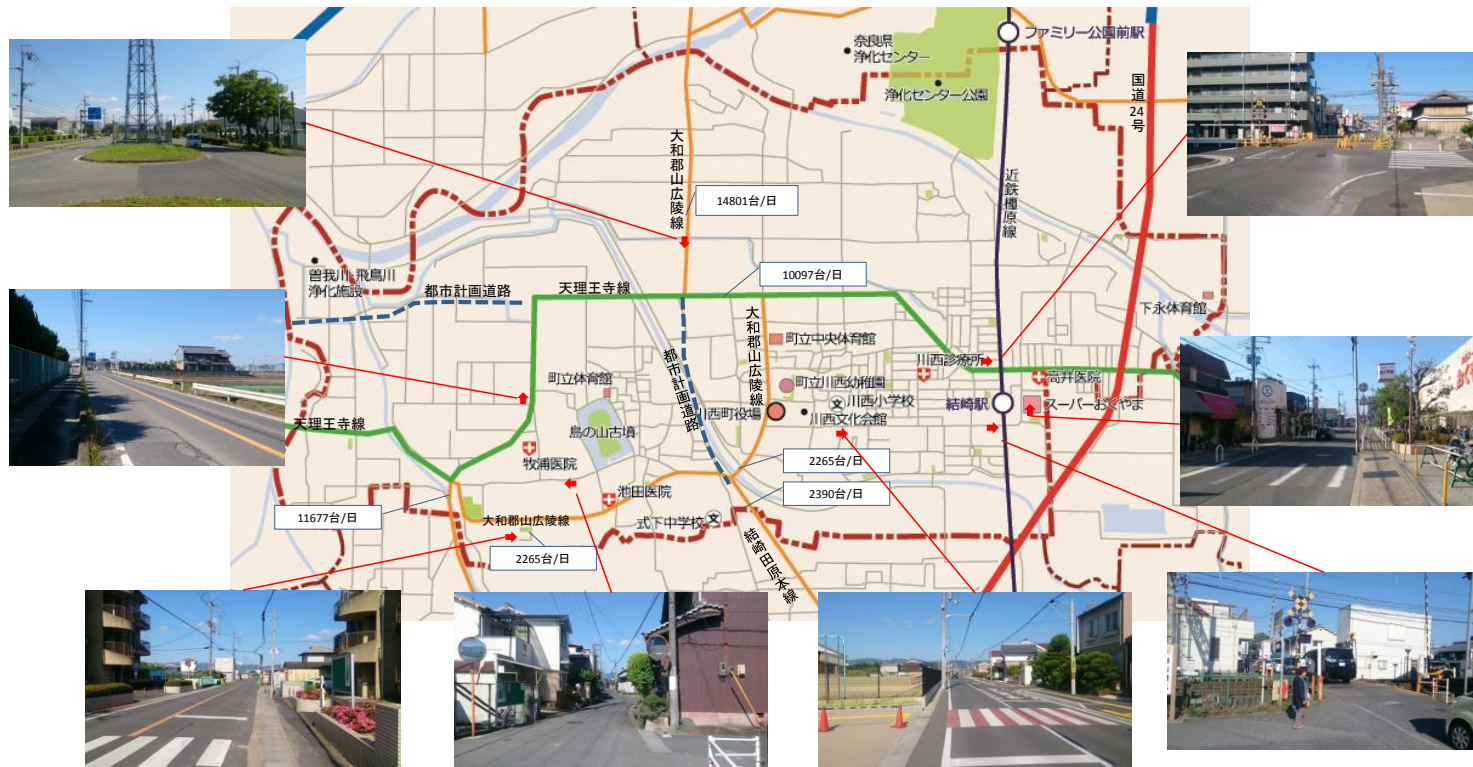 ファミリー公園前駅
奈良県
浄化センター
浄化センター公園
国道24号
大和郡山広陵線
14801台/日
近鉄橿原線
曽我川・飛鳥川
浄化施設
都市計画道路
天理王寺線
10097台/日
下永体育館
大和郡山広陵線
町立中央体育館
川西診療所
高井医院
町立体育館
都市計画道路
町立川西幼稚園
川西小学校
結崎駅
スーパーおくやま
川西町役場
川西文化会館
天理王寺線
島の山古墳
牧浦医院
2265台/日
池田医院
2390台/日
11677台/日
大和郡山広陵線
式下中学校
2265台/日
結崎田原本線